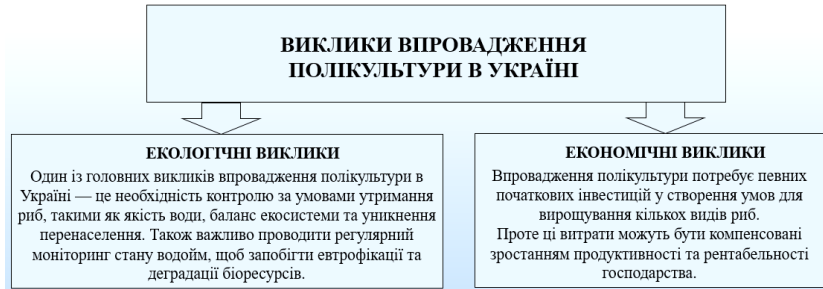 ВИКЛИКИ ВПРОВАДЖЕННЯ
ПОЛІКУЛЬТУРИ В УКРАЇНІ
ЕКОЛОГІЧНІ ВИКЛИКИ
Один із головних викликів впровадження полікультури в
Україні — це необхідність контролю за умовами утримання
риб, такими як якість води, баланс екосистеми та уникнення
перенаселення. Також важливо проводити регулярний
моніторинг стану водойм, щоб запобігти евтрофікації та
деградації біоресурсів.
ЕКОНОМІЧНІ ВИКЛИКИ
Впровадження полікультури потребує певних
початкових інвестицій у створення умов для
вирощування кількох видів риб.
Проте ці витрати можуть бути компенсовані
зростанням продуктивності та рентабельності
господарства.